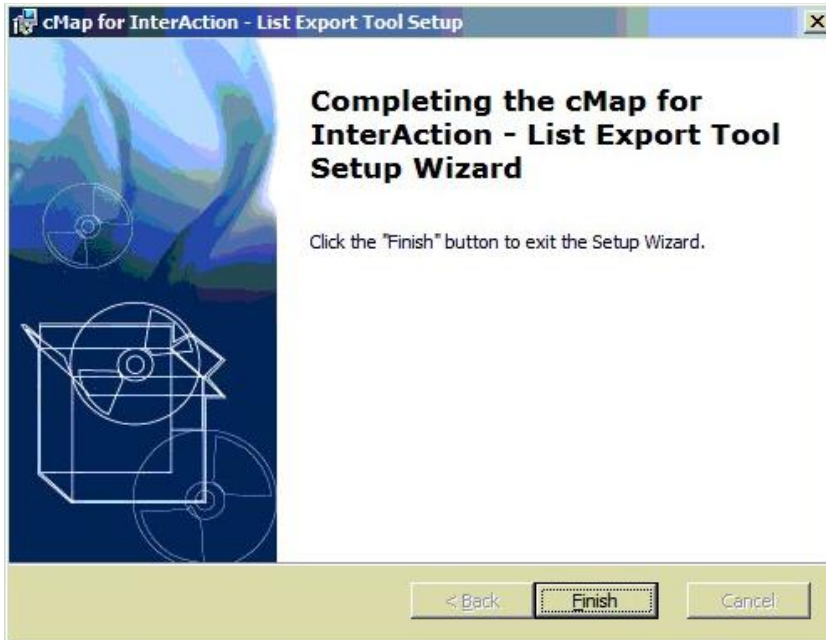 cMap for InterAction - List Export Tool Setup
Completing the cMap for
InterAction - List Export Tool
Setup Wizard
Click the "Finish" button to exit the Setup Wizard.
< Back Finish Cancel